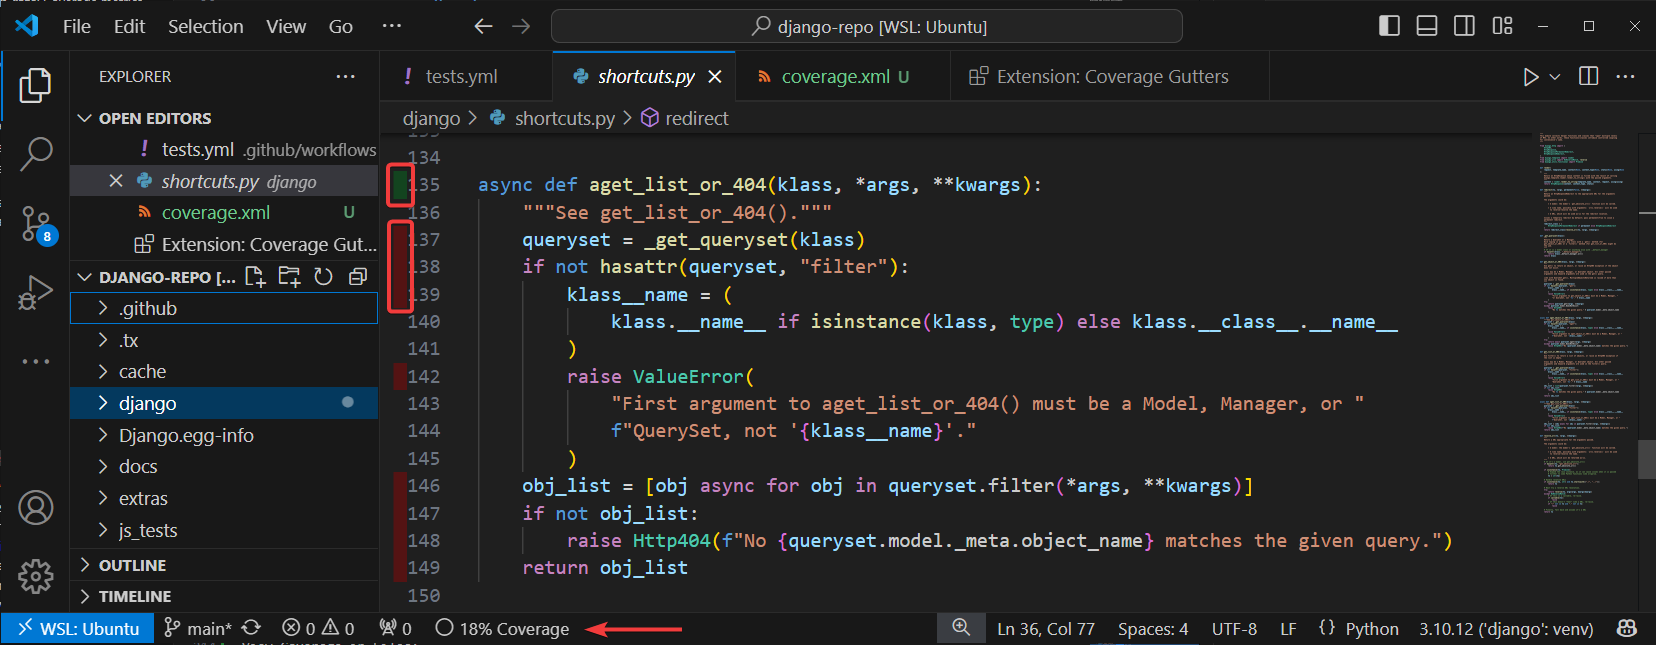 File Edit Selection View Go ··· django-repo [WSL: Ubuntu]
EXPLORER ···
! tests.yml shortcuts.py coverage.xml U Extension: Coverage Gutters
django > shortcuts.py > redirect
OPEN EDITORS
! tests.yml .github/workflows
shortcuts.py django
coverage.xml U
Extension: Coverage Gut...
DJANGO-REPO [...
.github
.tx
cache
django
Django.egg-info
docs
extras
js_tests
OUTLINE
TIMELINE
8
134
135 async def aget_list_or_404(klass, *args, **kwargs):
136 """See get_list_or_404()."""
137 queryset = _get_queryset(klass)
138 if not hasattr(queryset, "filter"):
139 klass__name = (
140 klass.__name__ if isinstance(klass, type) else klass.__class__.__name__
141 )
142 raise ValueError(
143 "First argument to aget_list_or_404() must be a Model, Manager, or "
144 f"QuerySet, not '{klass__name}'."
145 )
146 obj_list = [obj async for obj in queryset.filter(*args, **kwargs)]
147 if not obj_list:
148 raise Http404(f"No {queryset.model._meta.object_name} matches the given query.")
149 return obj_list
150
WSL: Ubuntu main* 0 0 0 18% Coverage Ln 36, Col 77 Spaces: 4 UTF-8 LF {} Python 3.10.12 ('django': venv)